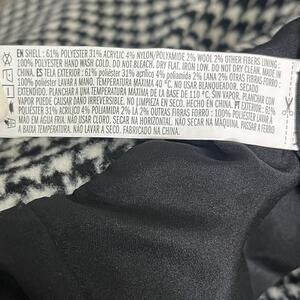 EN SHELL : 61% POLYESTER 31% ACRYLIC 4% NYLON/POLYAMIDE 2% WOOL 2% OTHER FIBERS LINING :
100% POLYESTER HAND WASH COLD. DO NOT BLEACH. DRY FLAT. IRON LOW. DO NOT DRY CLEAN. MADE IN
CHINA. ES TELA EXTERIOR : 61% poliéster 31% acrílico 4% poliamida 2% LANA 2% OTRAS FIBRAS FORRO :
100% poliéster LAVAR A MANO TEMPERATURA MÁXIMA 40 °C. NO USAR BLANQUEADOR. SECADO
EN PLANO. PLANCHAR A TEMPERATURA MÁXIMA DE LA BASE DE 110 °C, SIN VAPOR. PLANCHAR CON
VAPOR PUEDE CAUSAR DAÑO IRREVERSIBLE. NO LIMPIEZA EN SECO. HECHO EN CHINA. PT EXTERIOR :
61% poliéster 31% acrílico 4% poliamida 2% LÃ 2% OUTRAS FIBRAS FORRO : 100% poliéster LAVAR À
MÃO EM ÁGUA FRIA. NÃO USAR CLORO. SECAR NA HORIZONTAL. NÃO SECAR NA MÁQUINA. PASSAR A FERRO
A BAIXA TEMPERATURA. NÃO LAVAR A SECO. FABRICADO NA CHINA.